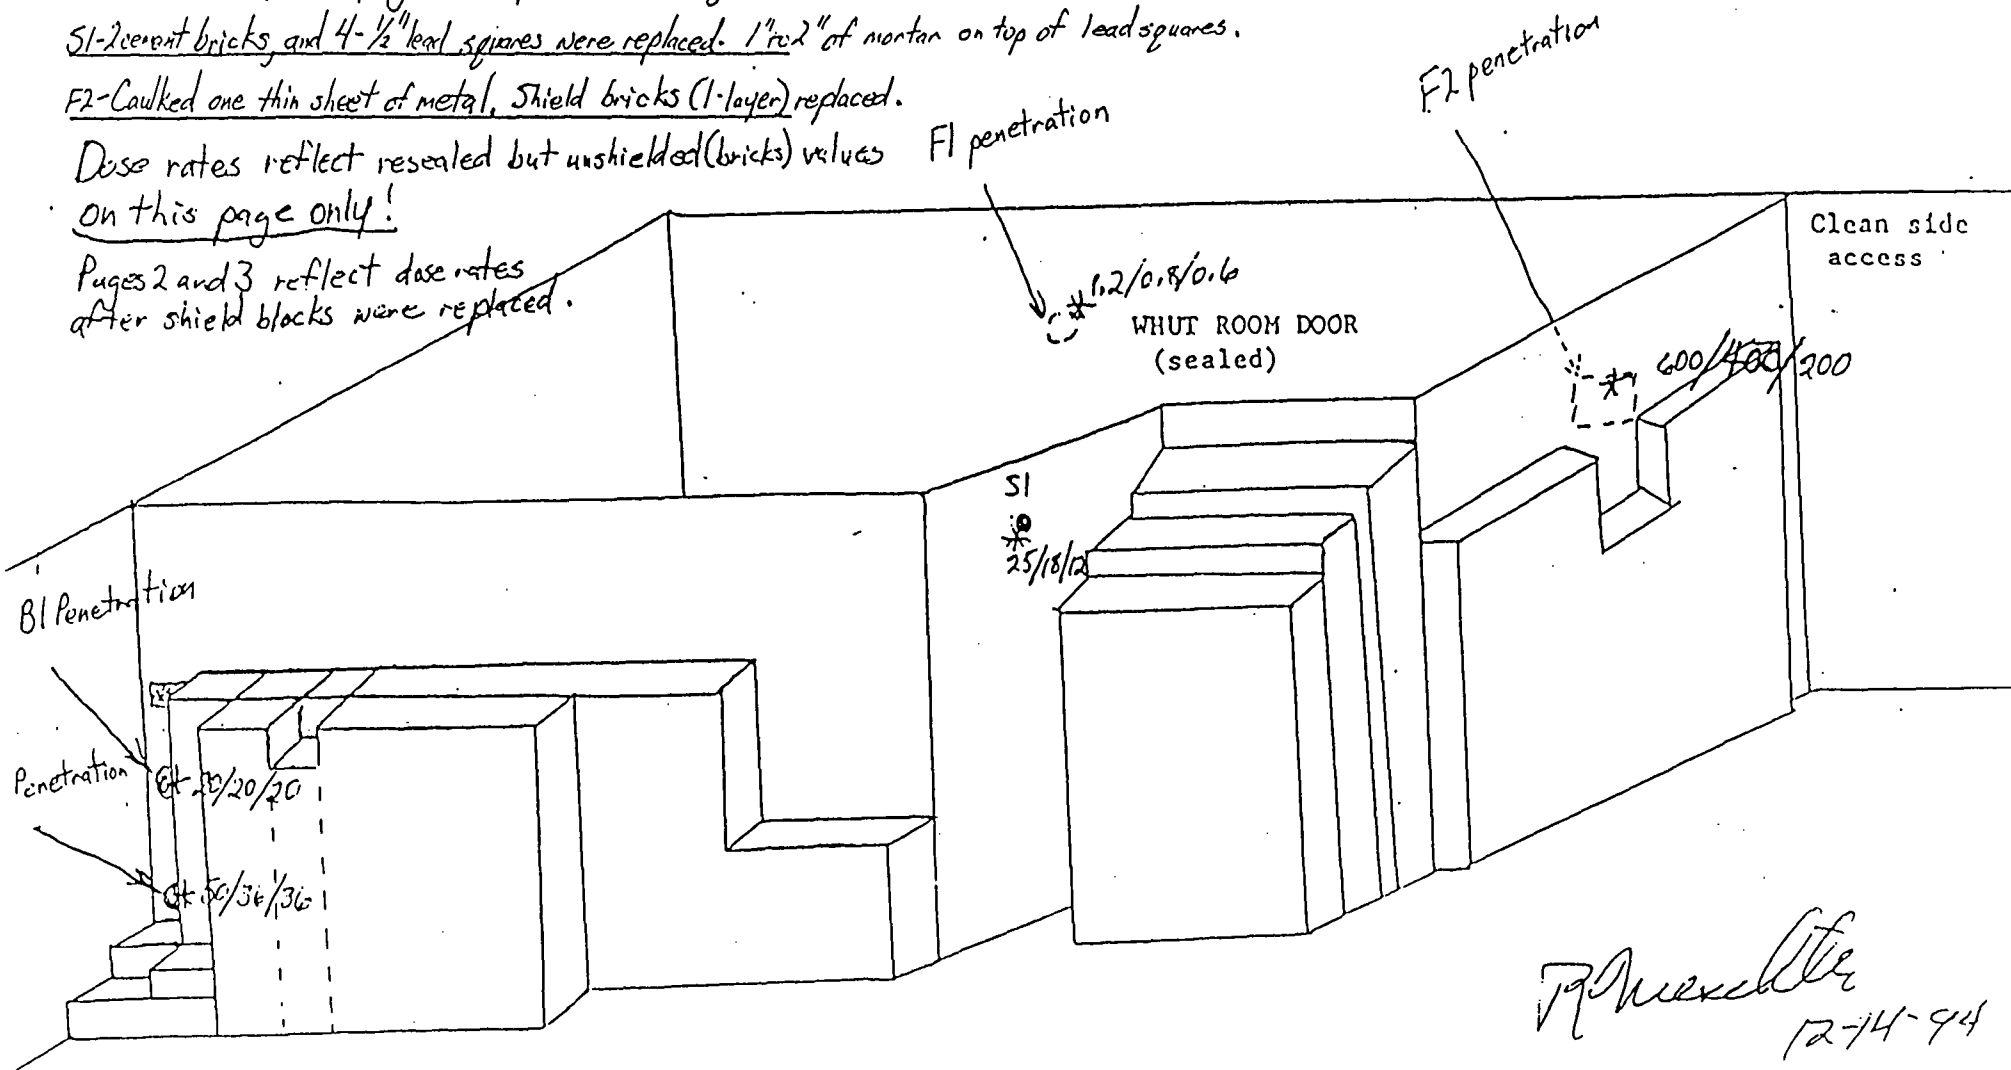 S1-2 cement bricks, and 4-½" lead squares were replaced. 1" to 2" of mortar on top of lead squares.
F2-Caulked one thin sheet of metal, Shield bricks (1-layer) replaced.
Dose rates reflect resealed but unshielded (bricks) values
on this page only!
Pages 2 and 3 reflect dose rates
after shield blocks were replaced.
F1 penetration
F2 penetration
Clean side
access
1.2/0.8/0.6
WHUT ROOM DOOR
(sealed)
600/400/200
S1
25/18/12
B1 Penetration
Penetration
20/20/20
50/36/36
12-14-94